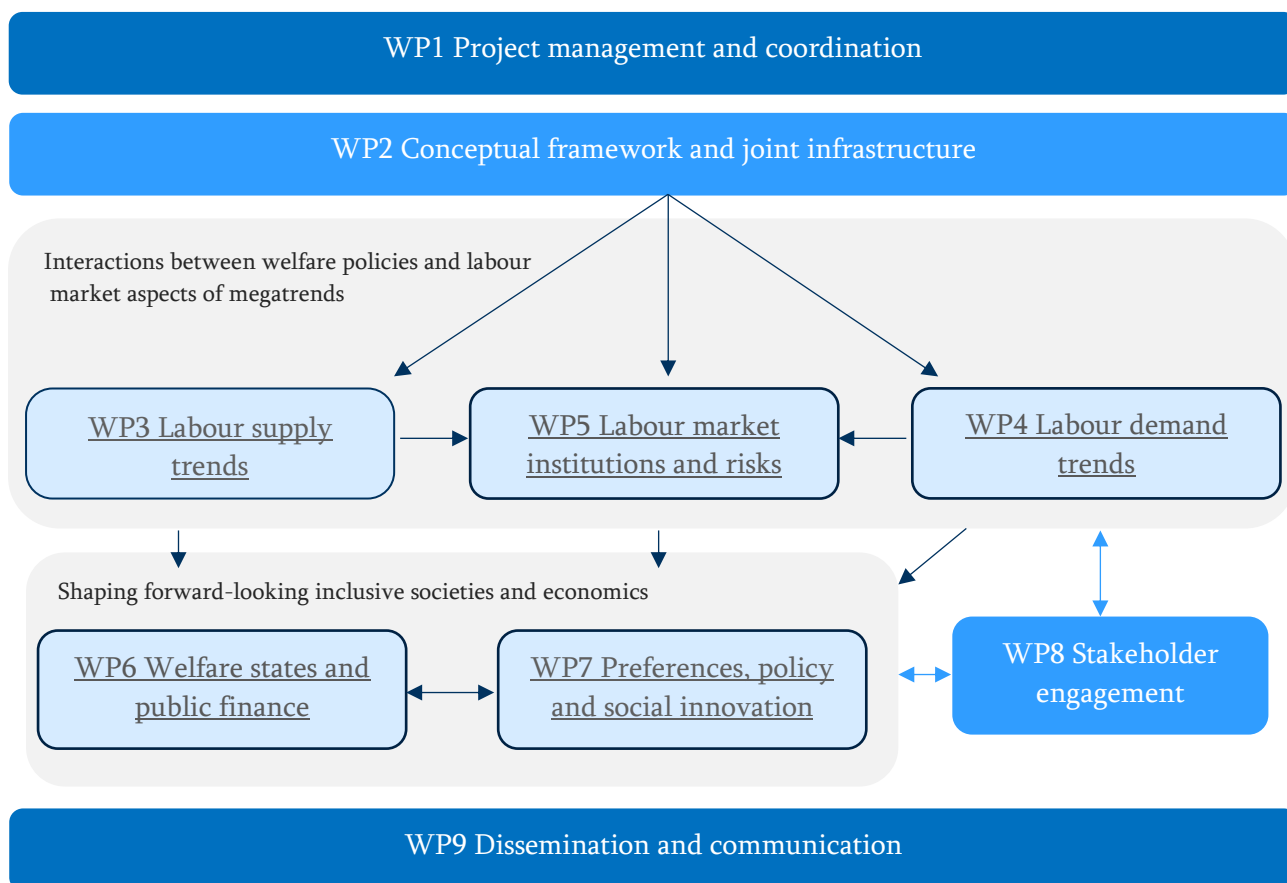 WP1 Project management and coordination
WP2 Conceptual framework and joint infrastructure
Interactions between welfare policies and labour
market aspects of megatrends
WP3 Labour supply
trends
WP5 Labour market
institutions and risks
WP4 Labour demand
trends
Shaping forward-looking inclusive societies and economics
WP6 Welfare states and
public finance
WP7 Preferences, policy
and social innovation
WP8 Stakeholder
engagement
WP9 Dissemination and communication